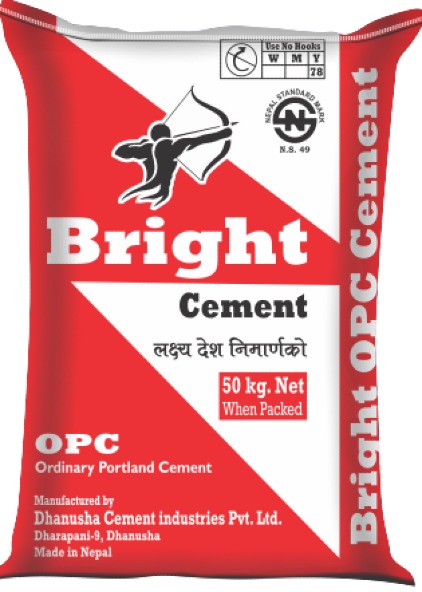 Use No Hooks
W M Y
78
NEPAL STANDARD MARK
NS
N.S. 49
Bright
Cement
लक्ष्य देश निमार्णको
50 kg. Net
When Packed
OPC
Ordinary Portland Cement
Manufactured by
Dhanusha Cement industries Pvt. Ltd.
Dharapani-9, Dhanusha
Made in Nepal
Bright OPC Cement